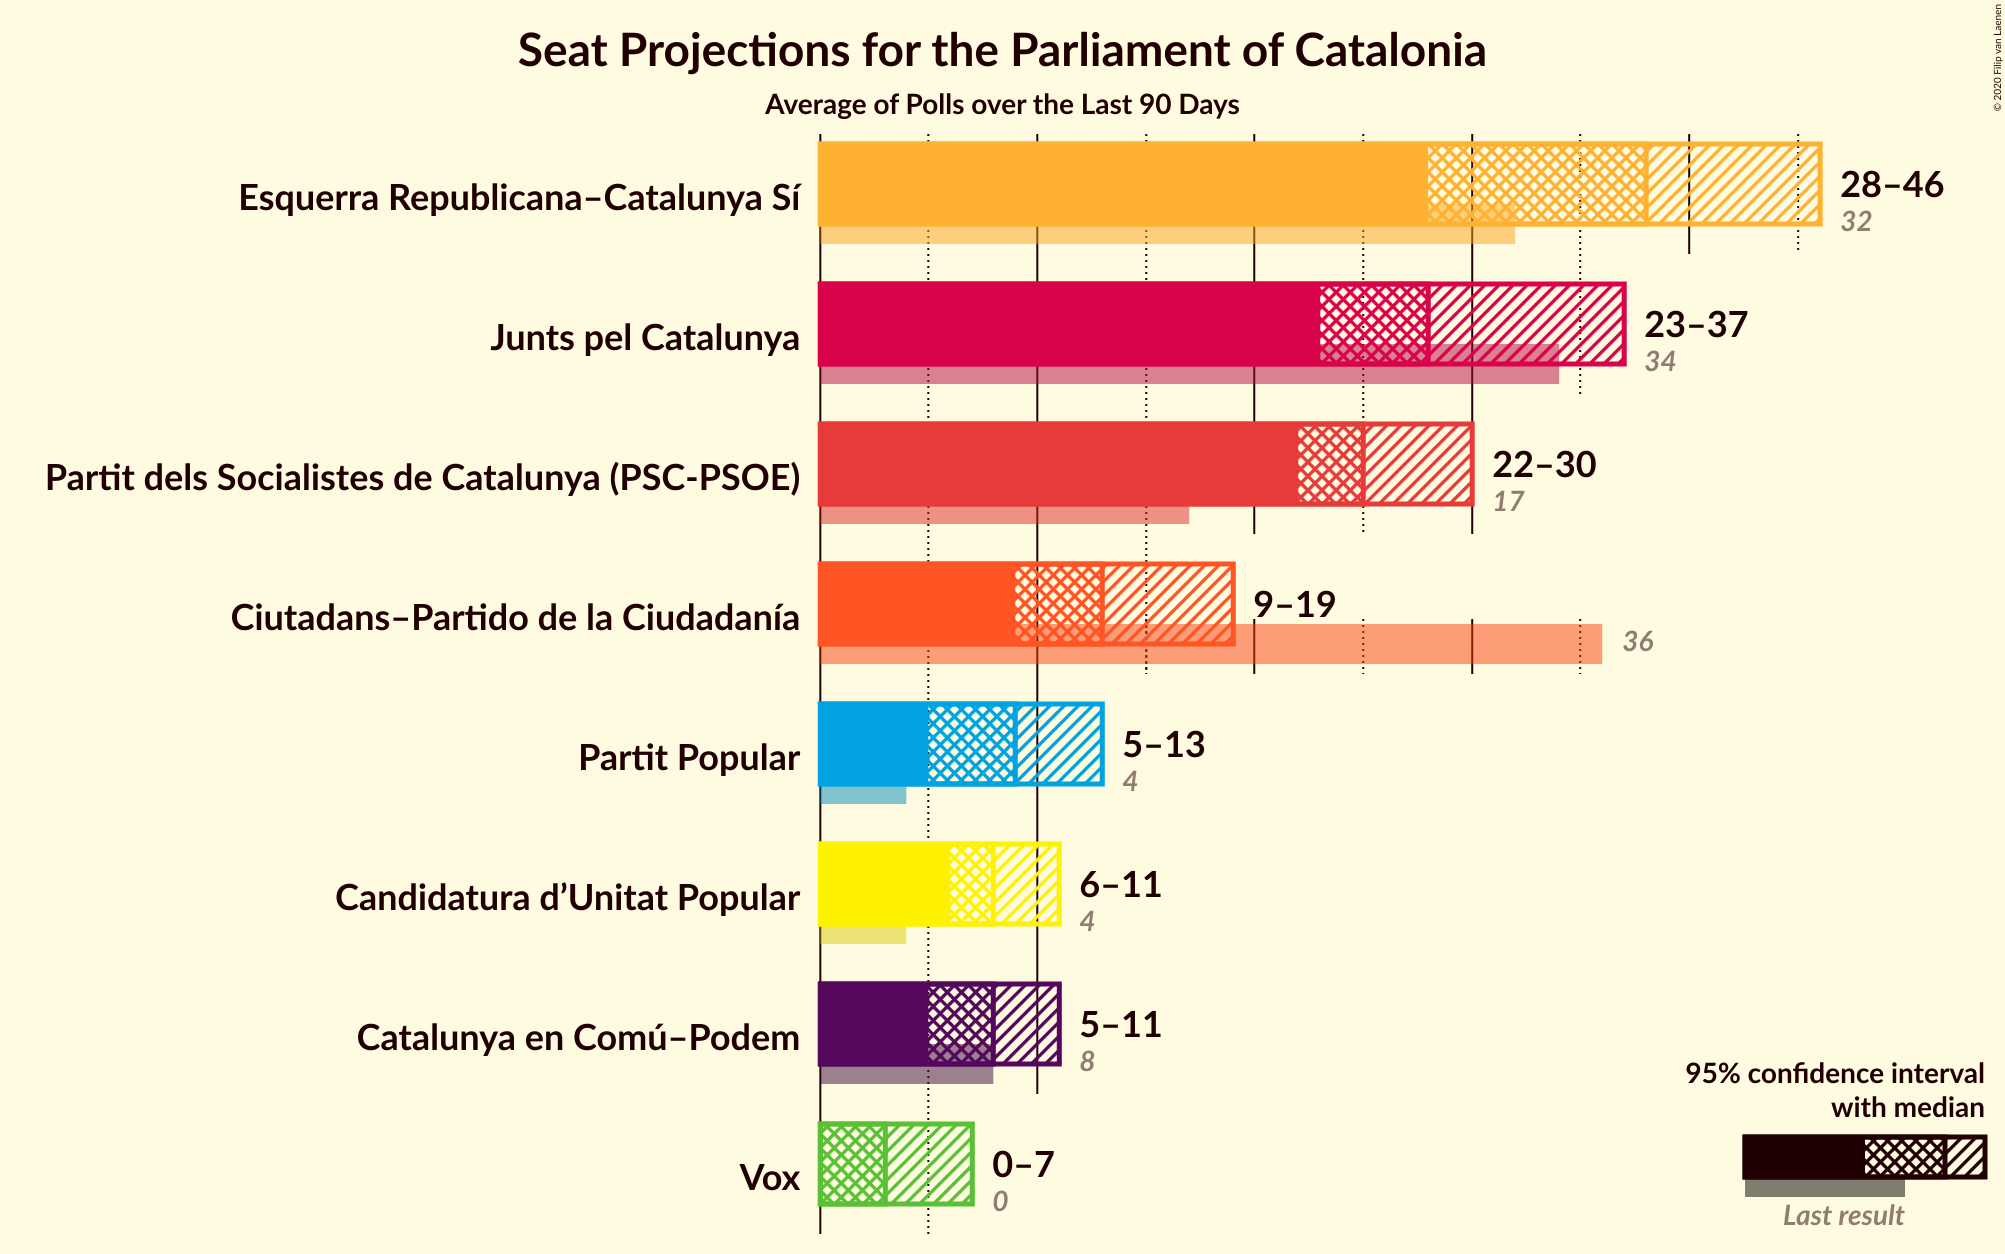 Seat Projections for the Parliament of Catalonia
Average of Polls over the Last 90 Days
© 2020 Filip van Laenen
Esquerra Republicana–Catalunya Sí
28–46
32
Junts pel Catalunya
23–37
34
Partit dels Socialistes de Catalunya (PSC-PSOE)
22–30
17
Ciutadans–Partido de la Ciudadanía
9–19
36
Partit Popular
5–13
4
Candidatura d’Unitat Popular
6–11
4
Catalunya en Comú–Podem
5–11
8
Vox
0–7
0
95% confidence interval
with median
Last result